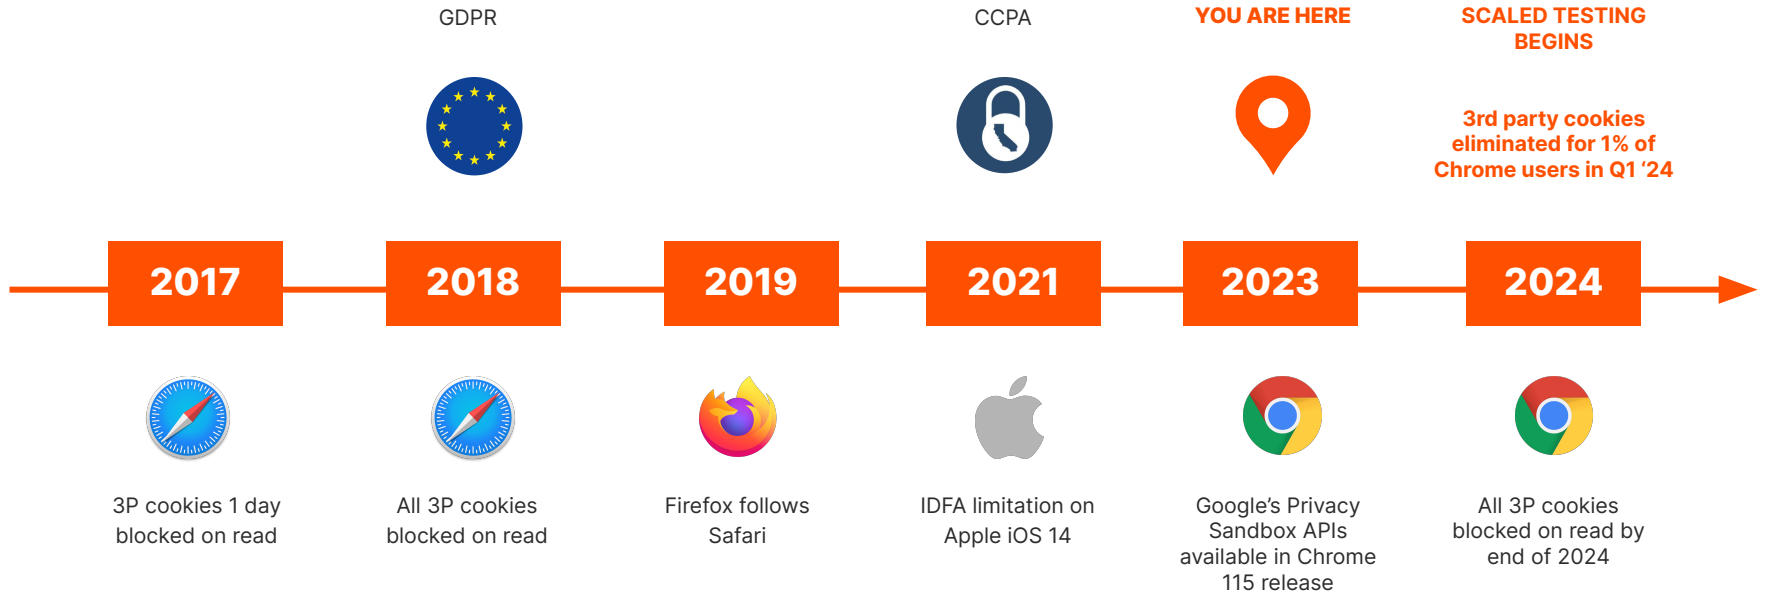 GDPR
CCPA
YOU ARE HERE
SCALED TESTING
BEGINS
3rd party cookies
eliminated for 1% of
Chrome users in Q1 ‘24
2017
2018
2019
2021
2023
2024
3P cookies 1 day
blocked on read
All 3P cookies
blocked on read
Firefox follows
Safari
IDFA limitation on
Apple iOS 14
Google’s Privacy
Sandbox APIs
available in Chrome
115 release
All 3P cookies
blocked on read by
end of 2024